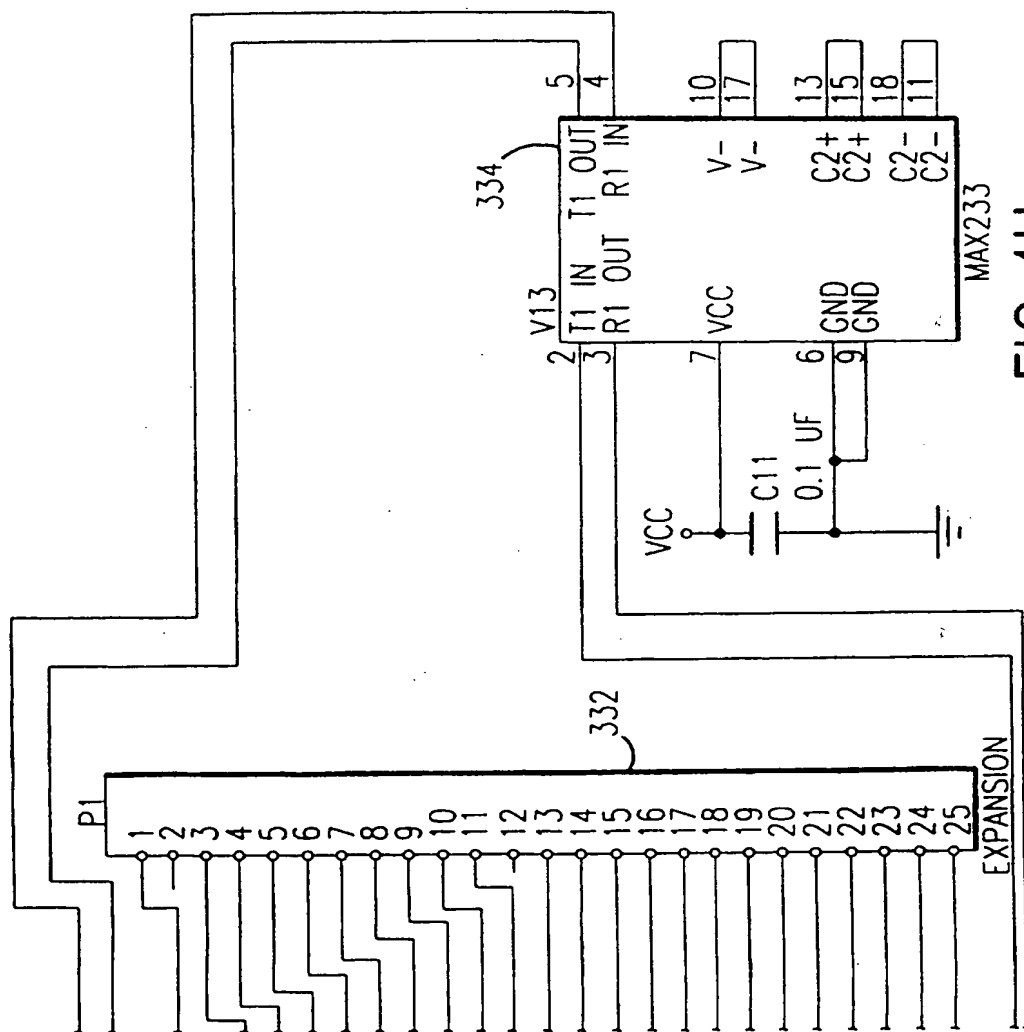 P1
1
2
3
4
5
6
7
8
9
10
11
12
13
14
15
16
17
18
19
20
21
22
23
24
25
EXPANSION
332
334
V13
2 T1 IN T1 OUT 5
3 R1 OUT R1 IN 4
7 VCC V- 10
V- 17
6 GND C2+ 13
9 GND C2+ 15
C2- 18
C2- 11
MAX233
VCC
C11
0.1 UF